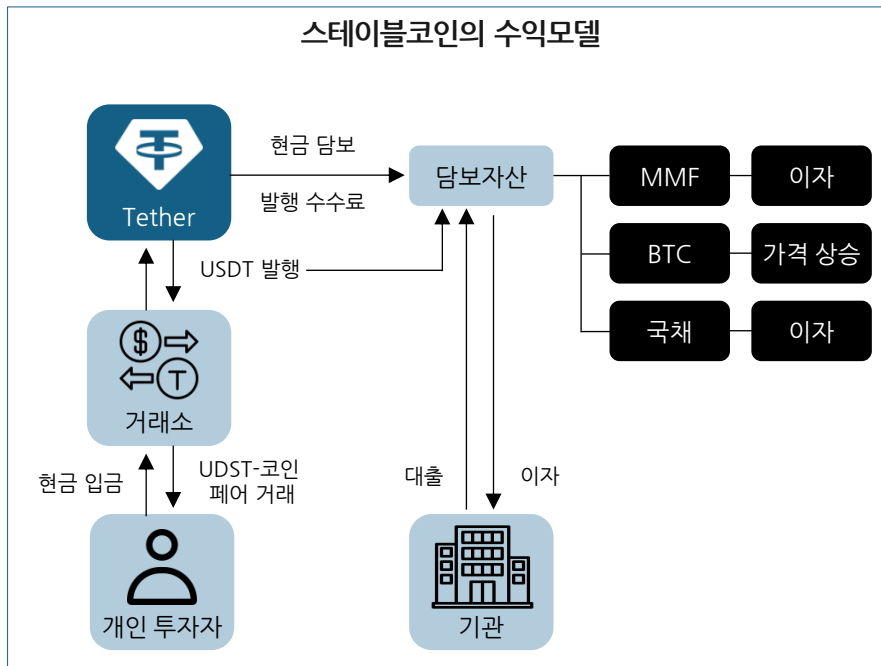 스테이블코인의 수익모델
Tether
현금 담보
발행 수수료
담보자산
MMF
이자
BTC
가격 상승
국채
이자
USDT 발행
거래소
현금 입금
UDST-코인
페어 거래
대출
이자
개인 투자자
기관